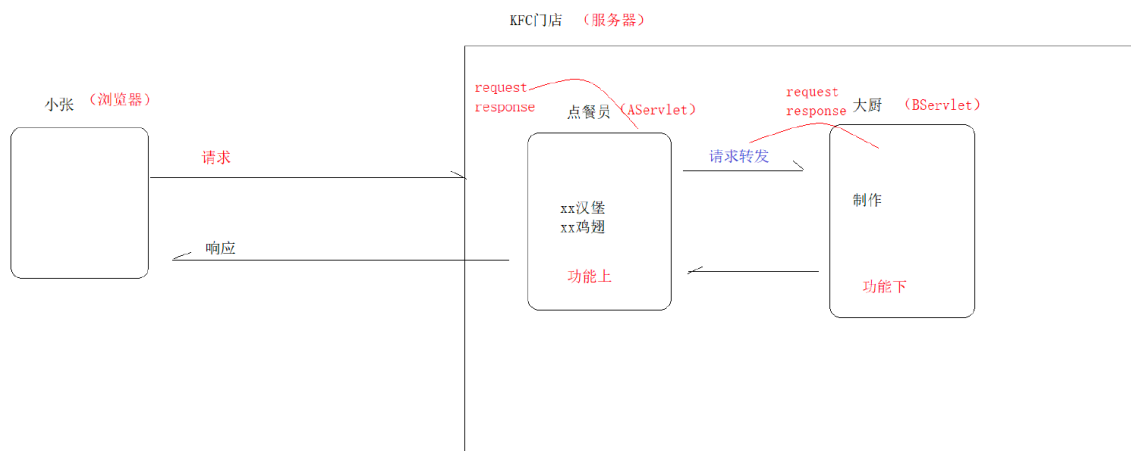 KFC门店 （服务器）
小张 （浏览器）
request
response
点餐员（AServlet）
request
response
大厨 （BServlet）
请求
请求转发
xx汉堡
xx鸡翅
制作
响应
功能上
功能下